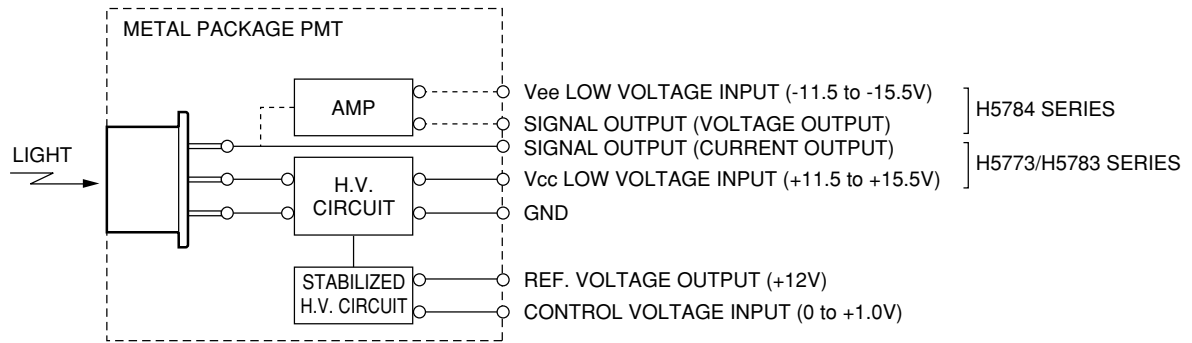 METAL PACKAGE PMT
AMP
Vee LOW VOLTAGE INPUT (-11.5 to -15.5V)
SIGNAL OUTPUT (VOLTAGE OUTPUT)
H5784 SERIES
LIGHT
SIGNAL OUTPUT (CURRENT OUTPUT)
Vcc LOW VOLTAGE INPUT (+11.5 to +15.5V)
H5773/H5783 SERIES
H.V.
CIRCUIT
GND
STABILIZED
H.V. CIRCUIT
REF. VOLTAGE OUTPUT (+12V)
CONTROL VOLTAGE INPUT (0 to +1.0V)